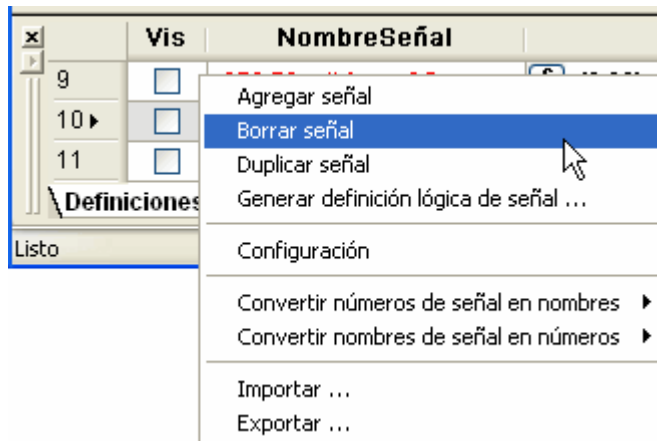 Vis NombreSeñal
9
Agregar señal
10
Borrar señal
11
Duplicar señal
Definiciones
Generar definición lógica de señal ...
Listo
Configuración
Convertir números de señal en nombres
Convertir nombres de señal en números
Importar ...
Exportar ...